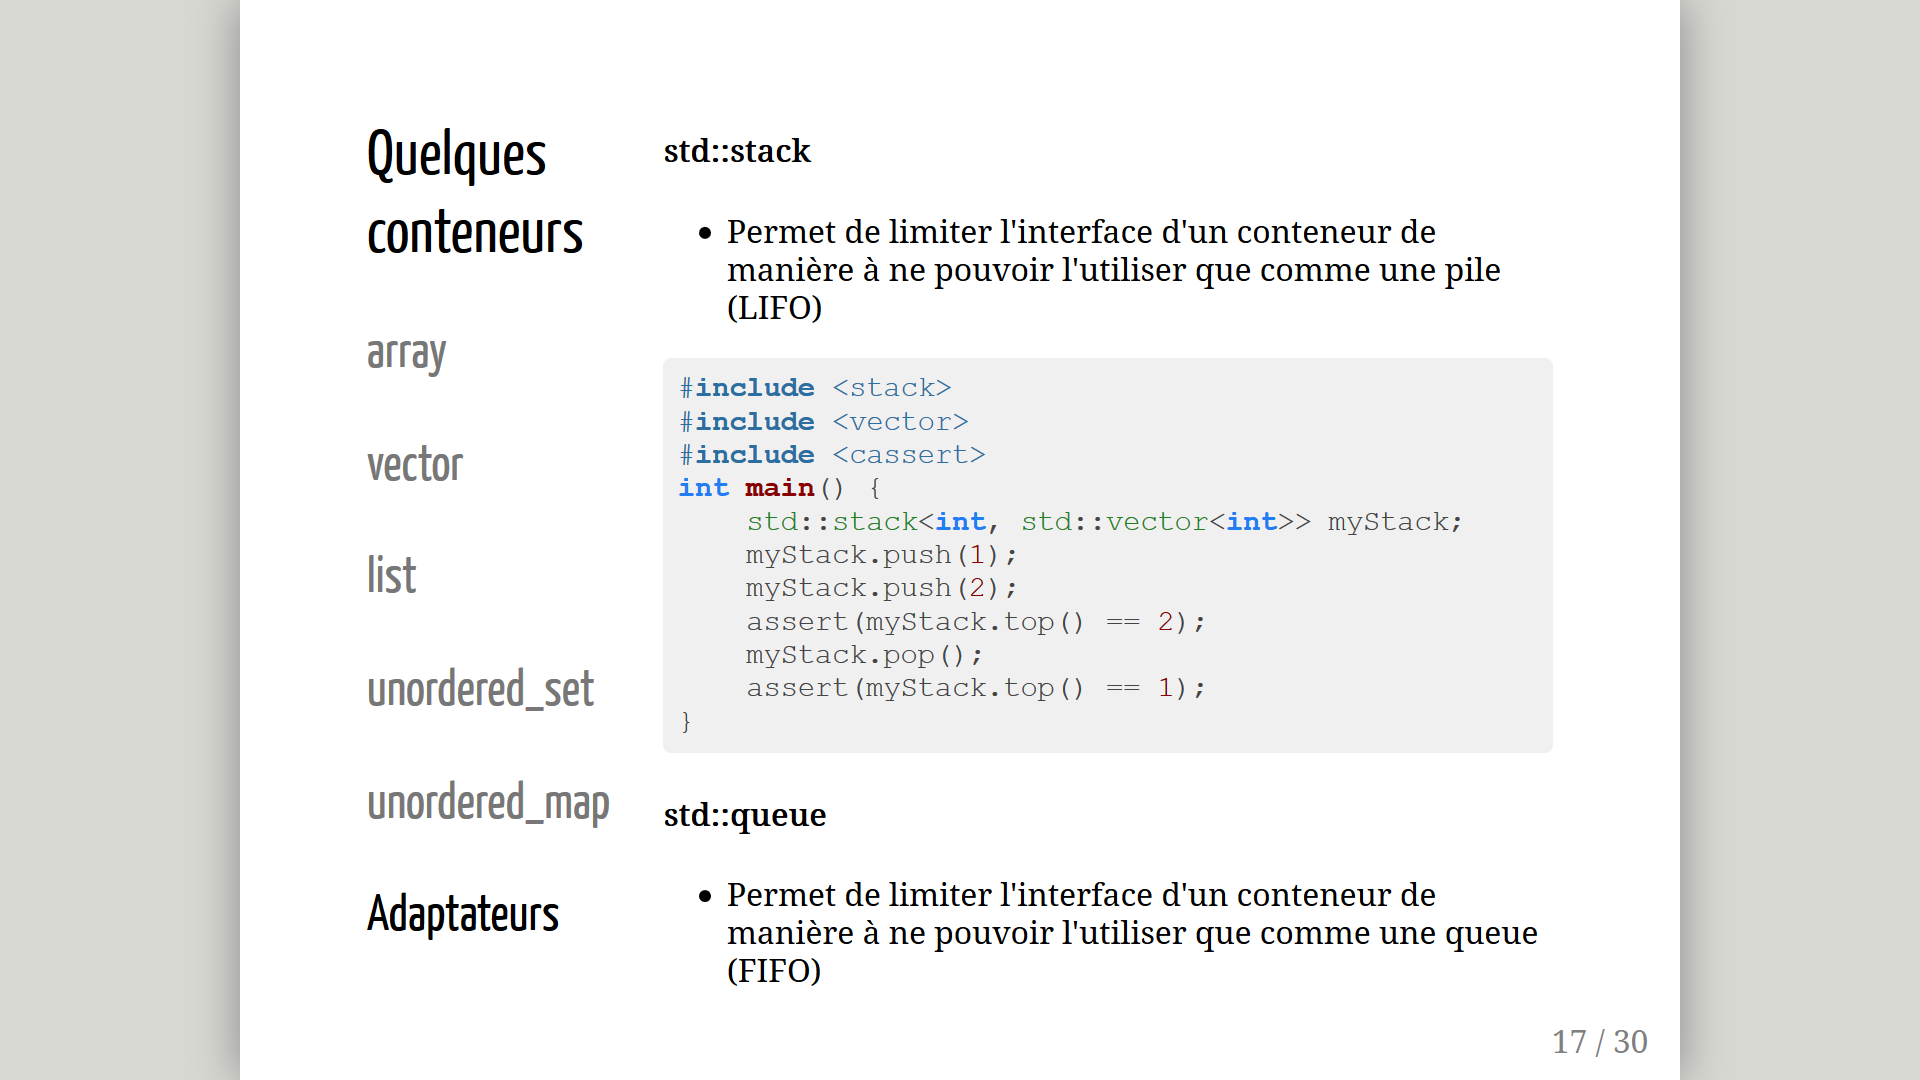 Quelques
conteneurs
array
vector
list
unordered_set
unordered_map
Adaptateurs
std::stack
• Permet de limiter l'interface d'un conteneur de
manière à ne pouvoir l'utiliser que comme une pile
(LIFO)
#include <stack>
#include <vector>
#include <cassert>
int main() {
    std::stack<int, std::vector<int>> myStack;
    myStack.push(1);
    myStack.push(2);
    assert(myStack.top() == 2);
    myStack.pop();
    assert(myStack.top() == 1);
}
std::queue
• Permet de limiter l'interface d'un conteneur de
manière à ne pouvoir l'utiliser que comme une queue
(FIFO)
17 / 30